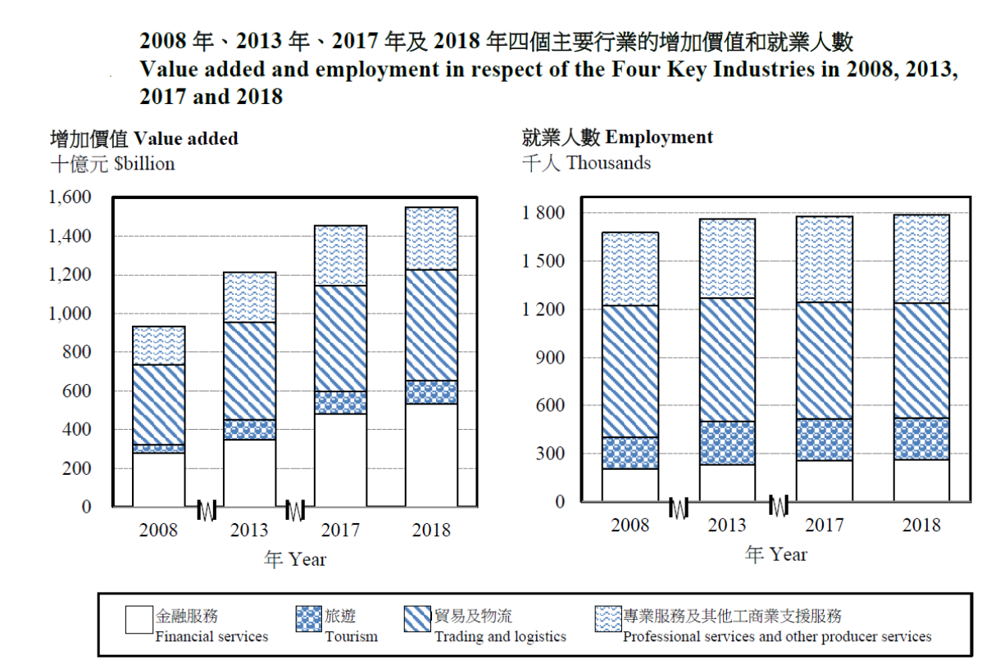 2008 年、2013 年、2017 年及 2018 年四個主要行業的增加價值和就業人數
Value added and employment in respect of the Four Key Industries in 2008, 2013,
2017 and 2018
增加價值 Value added
十億元 $billion
1,600
1,400
1,200
1,000
800
600
400
200
0
2008
2013
2017
2018
年 Year
就業人數 Employment
千人 Thousands
1 800
1 500
1 200
900
600
300
0
2008
2013
2017
2018
年 Year
金融服務
Financial services
旅遊
Tourism
貿易及物流
Trading and logistics
專業服務及其他工商業支援服務
Professional services and other producer services